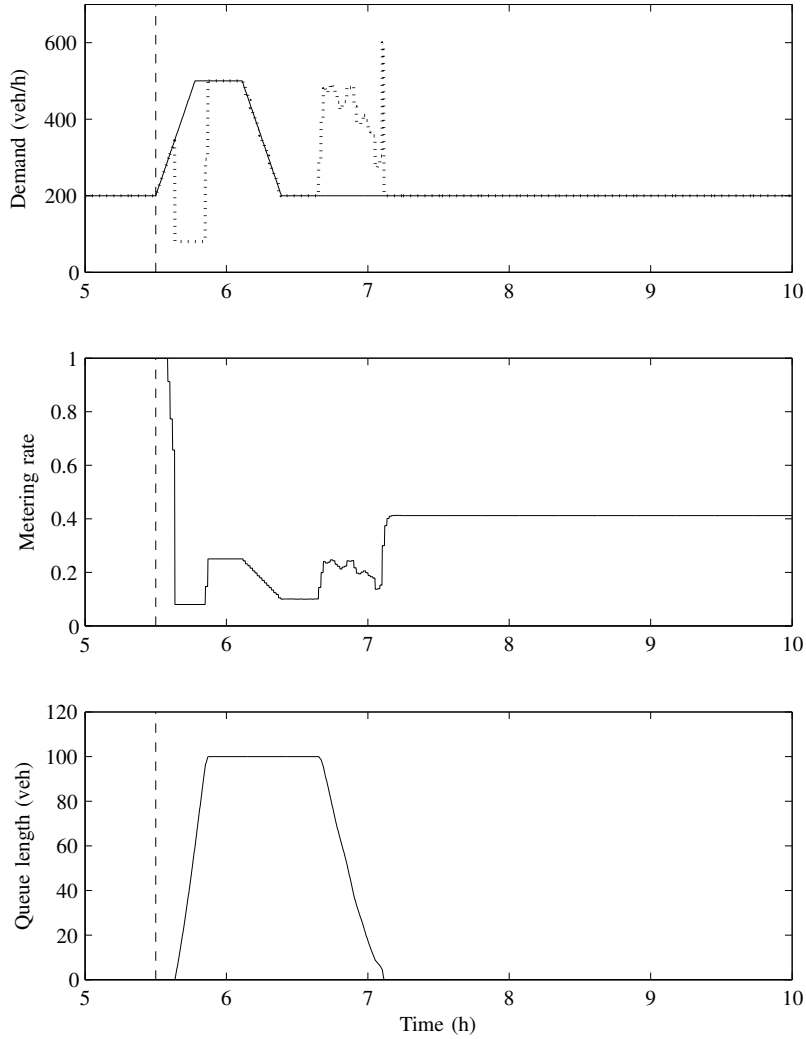 Demand (veh/h)
600
400
200
0
5 6 7 8 9 10
Metering rate
1
0.8
0.6
0.4
0.2
0
5 6 7 8 9 10
Queue length (veh)
120
100
80
60
40
20
0
5 6 7 8 9 10
Time (h)